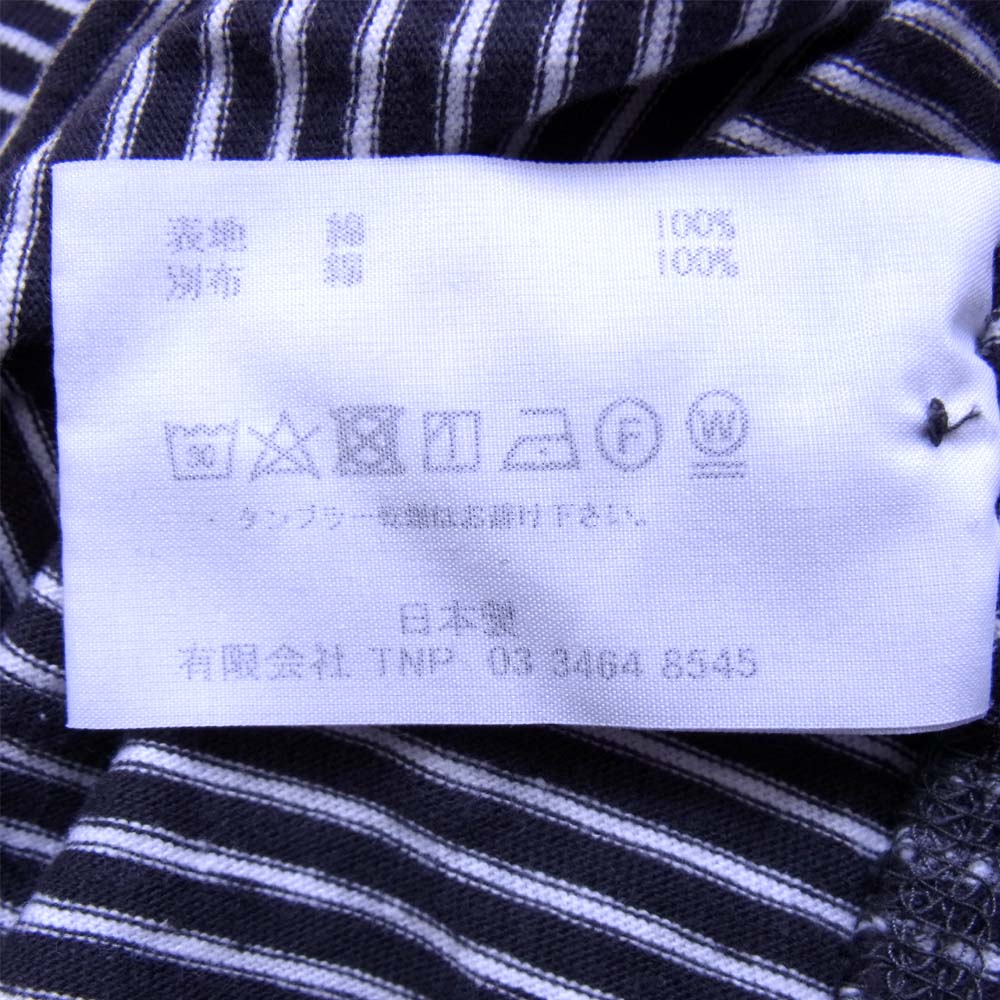 表地 綿 100%
別布 綿 100%
30 F W
・タンブラー乾燥はお避け下さい。
日本製
有限会社 TNP 03 3464 8545